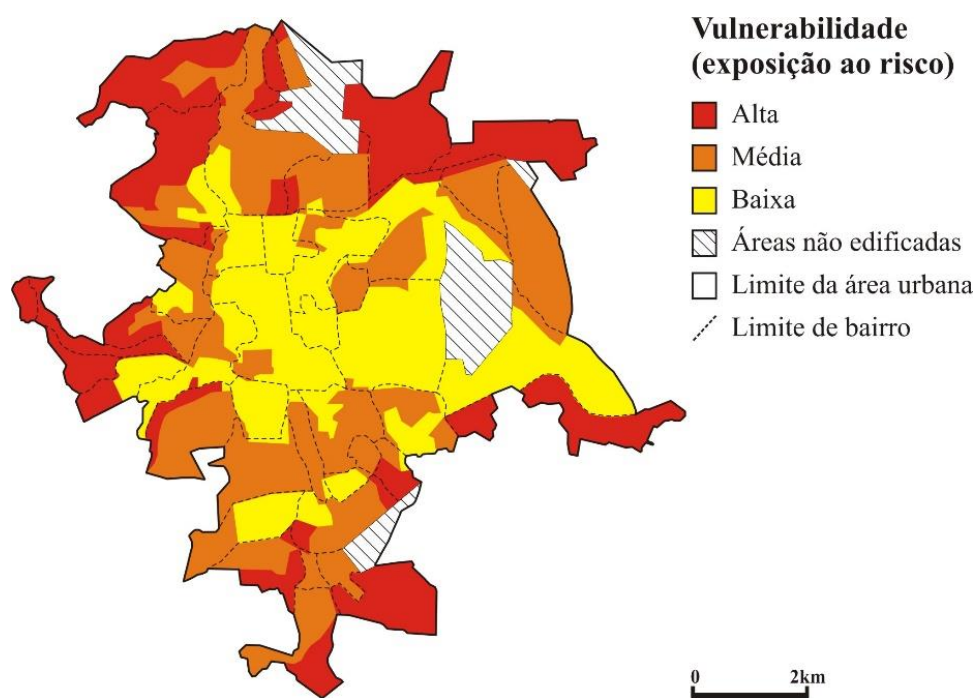 Vulnerabilidade
(exposição ao risco)
Alta
Média
Baixa
Áreas não edificadas
Limite da área urbana
Limite de bairro
0 2km